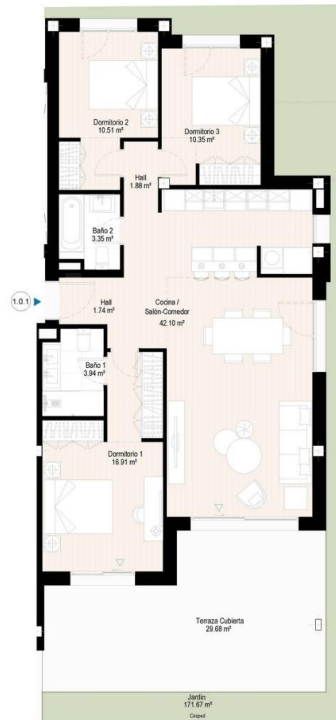 Dormitorio 2
10.51 m²
Dormitorio 3
10.35 m²
Hall
1.88 m²
Baño 2
3.35 m²
1.0.1
Hall
1.74 m²
Cocina /
Salón-Comedor
42.10 m²
Baño 1
3.94 m²
Dormitorio 1
16.91 m²
Terraza Cubierta
29.68 m²
Jardín
171.67 m²
Césped